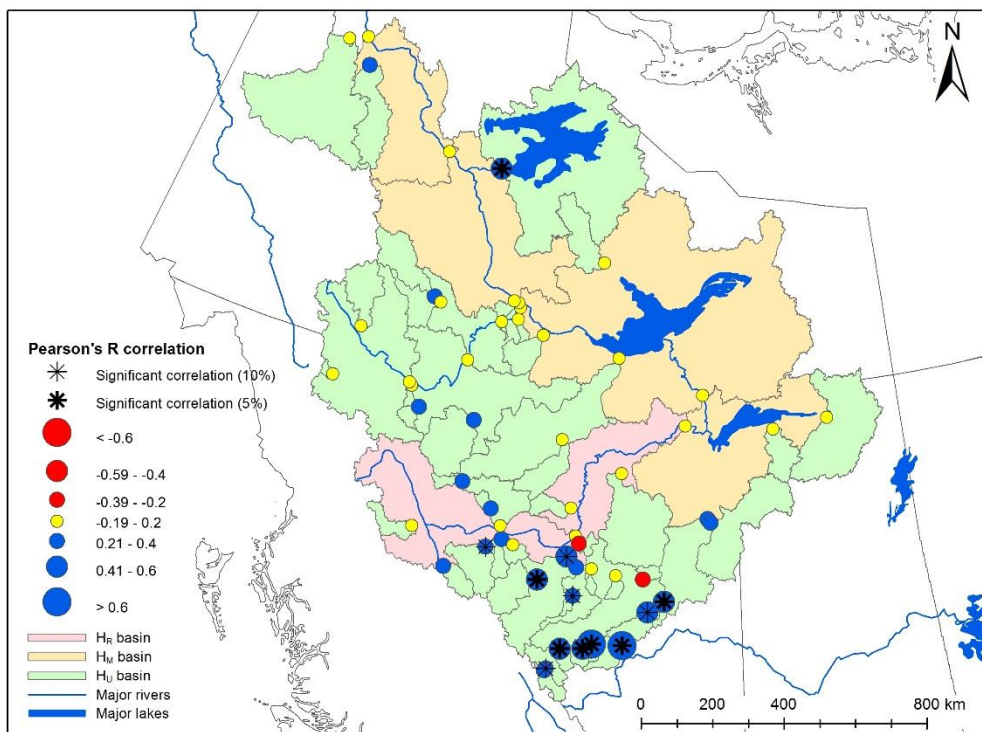 N
Pearson's R correlation
Significant correlation (10%)
Significant correlation (5%)
< -0.6
-0.59 - -0.4
-0.39 - -0.2
-0.19 - 0.2
0.21 - 0.4
0.41 - 0.6
> 0.6
HR basin
HM basin
HU basin
Major rivers
Major lakes
0 200 400 800 km